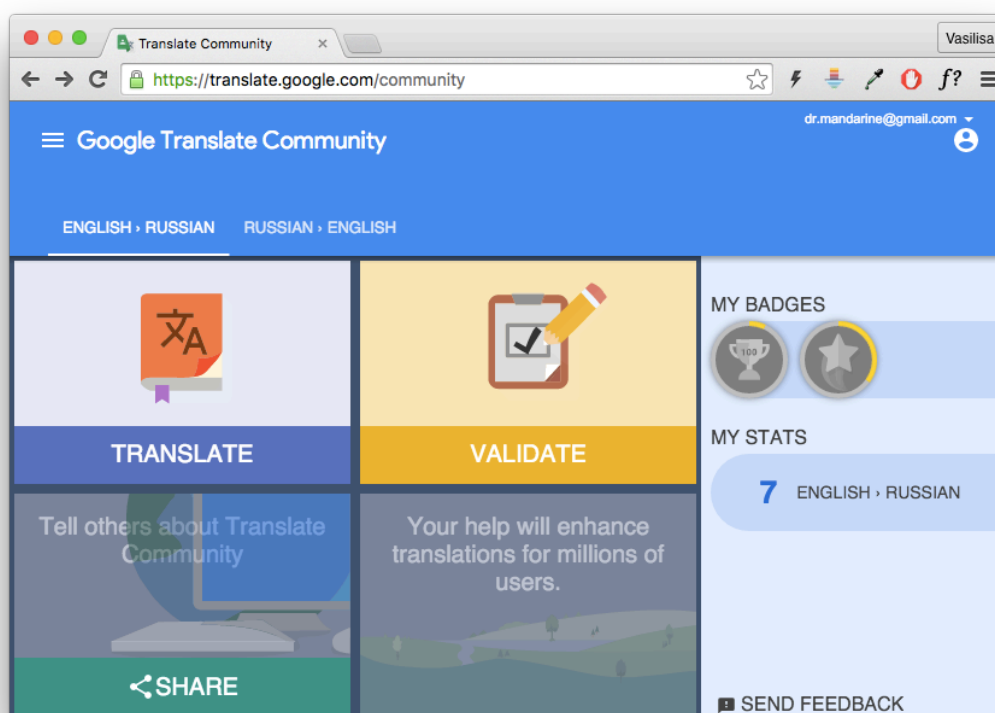 Translate Community
Vasilisa
https://translate.google.com/community
f?
dr.mandarine@gmail.com
Google Translate Community
ENGLISH › RUSSIAN
RUSSIAN › ENGLISH
文A
TRANSLATE
VALIDATE
Tell others about Translate
Community
SHARE
Your help will enhance
translations for millions of
users.
MY BADGES
100
MY STATS
7 ENGLISH › RUSSIAN
SEND FEEDBACK